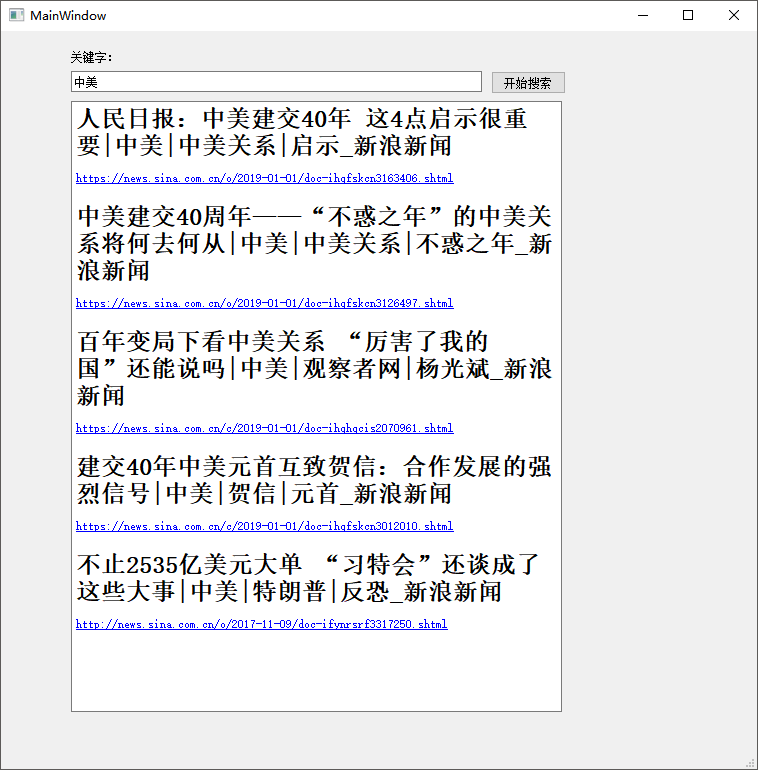 MainWindow
关键字:
中美
开始搜索
人民日报：中美建交40年 这4点启示很重
要|中美|中美关系|启示_新浪新闻
https://news.sina.com.cn/o/2019-01-01/doc-ihqfskcn3163406.shtml
中美建交40周年——“不惑之年”的中美关
系将何去何从|中美|中美关系|不惑之年_新
浪新闻
https://news.sina.com.cn/o/2019-01-01/doc-ihqfskcn3126497.shtml
百年变局下看中美关系 “厉害了我的
国”还能说吗|中美|观察者网|杨光斌_新浪
新闻
https://news.sina.com.cn/c/2019-01-01/doc-ihqhqcis2070961.shtml
建交40年中美元首互致贺信：合作发展的强
烈信号|中美|贺信|元首_新浪新闻
https://news.sina.com.cn/c/2019-01-01/doc-ihqfskcn3012010.shtml
不止2535亿美元大单 “习特会”还谈成了
这些大事|中美|特朗普|反恐_新浪新闻
http://news.sina.com.cn/o/2017-11-09/doc-ifynrsrf3317250.shtml